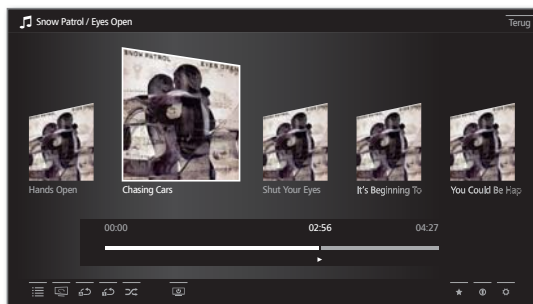 Snow Patrol / Eyes Open
Terug
SNOW PATROL
EYES OPEN
Hands Open
Chasing Cars
Shut Your Eyes
It's Beginning To
You Could Be Hap
00:00
02:56
04:27